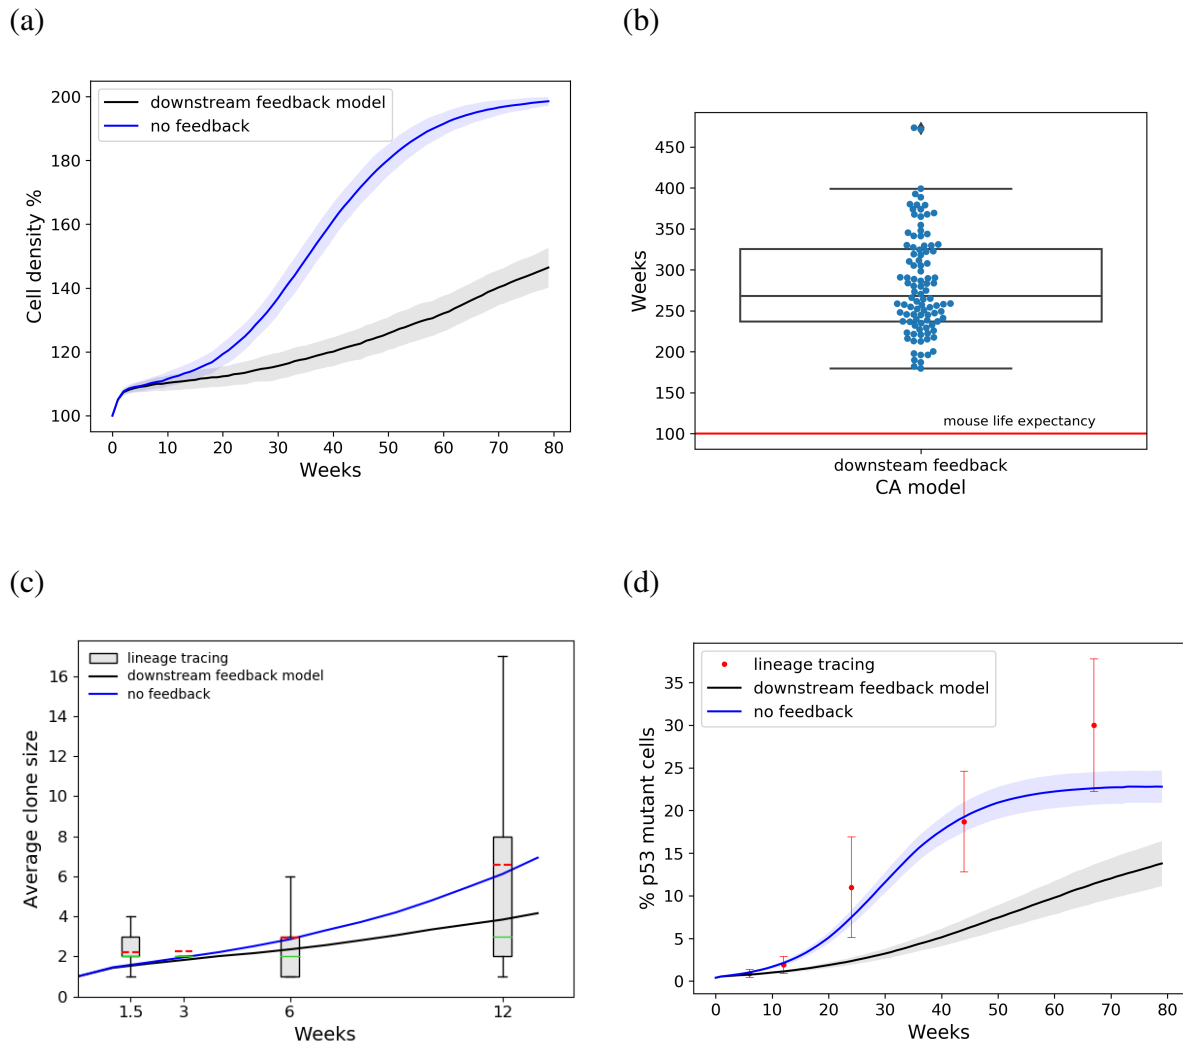 (a)
200
180
160
140
120
100
Cell density %
downstream feedback model
no feedback
0 10 20 30 40 50 60 70 80
Weeks
(b)
450
400
350
300
250
200
150
100
Weeks
mouse life expectancy
downsteam feedback
CA model
(c)
16
14
12
10
8
6
4
2
0
Average clone size
lineage tracing
downstream feedback model
no feedback
1.5 3 6 12
Weeks
(d)
35
30
25
20
15
10
5
0
% p53 mutant cells
lineage tracing
downstream feedback model
no feedback
0 10 20 30 40 50 60 70 80
Weeks